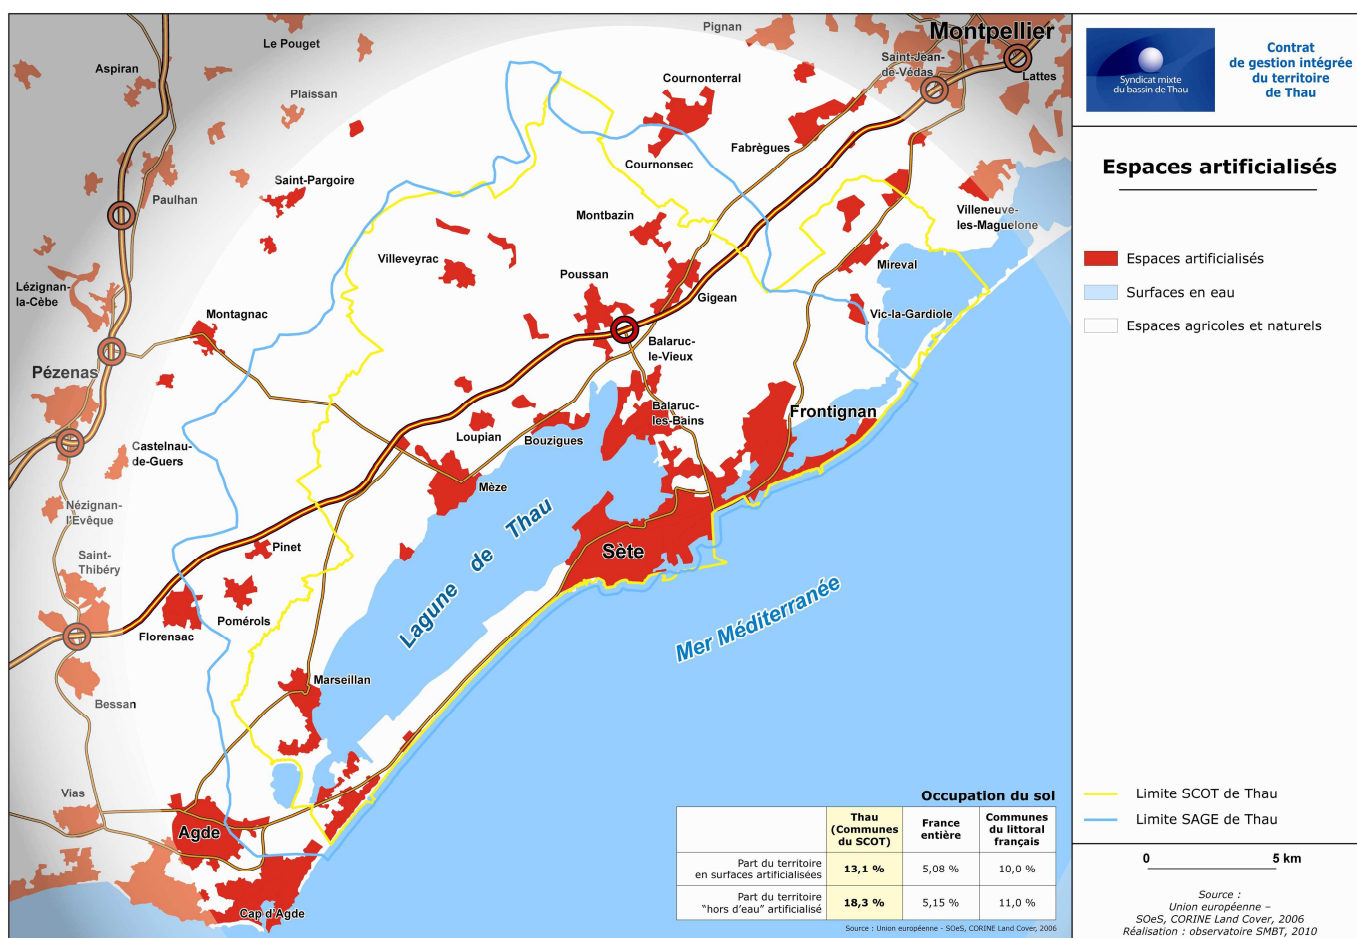 Le Pouget
Pignan
Montpellier
Aspiran
Cournonterral
Saint-Jean-
de-Védas
Lattes
Plaissan
Fabrègues
Cournonsec
Saint-Pargoire
Paulhan
Montbazin
Villeneuve-
les-Maguelone
Villeveyrac
Poussan
Mireval
Lézignan-
la-Cèbe
Gigean
Montagnac
Vic-la-Gardiole
Balaruc-
le-Vieux
Pézenas
Balaruc-
les-Bains
Frontignan
Loupian
Bouzigues
Castelnau-
de-Guers
Mèze
Nézignan-
l'Evêque
Lagune de Thau
Pinet
Sète
Saint-
Thibéry
Pomérols
Florensac
Mer Méditerranée
Marseillan
Bessan
Vias
Agde
Cap d'Agde
Occupation du sol
Thau
(Communes
du SCOT)
France
entière
Communes
du littoral
français
Part du territoire
en surfaces artificialisées
13,1 %
5,08 %
10,0 %
Part du territoire
"hors d'eau" artificialisé
18,3 %
5,15 %
11,0 %
Source : Union européenne - SOeS, CORINE Land Cover, 2006
Syndicat mixte
du bassin de Thau
Contrat
de gestion intégrée
du territoire
de Thau
Espaces artificialisés
Espaces artificialisés
Surfaces en eau
Espaces agricoles et naturels
Limite SCOT de Thau
Limite SAGE de Thau
0 5 km
Source :
Union européenne –
SOeS, CORINE Land Cover, 2006
Réalisation : observatoire SMBT, 2010